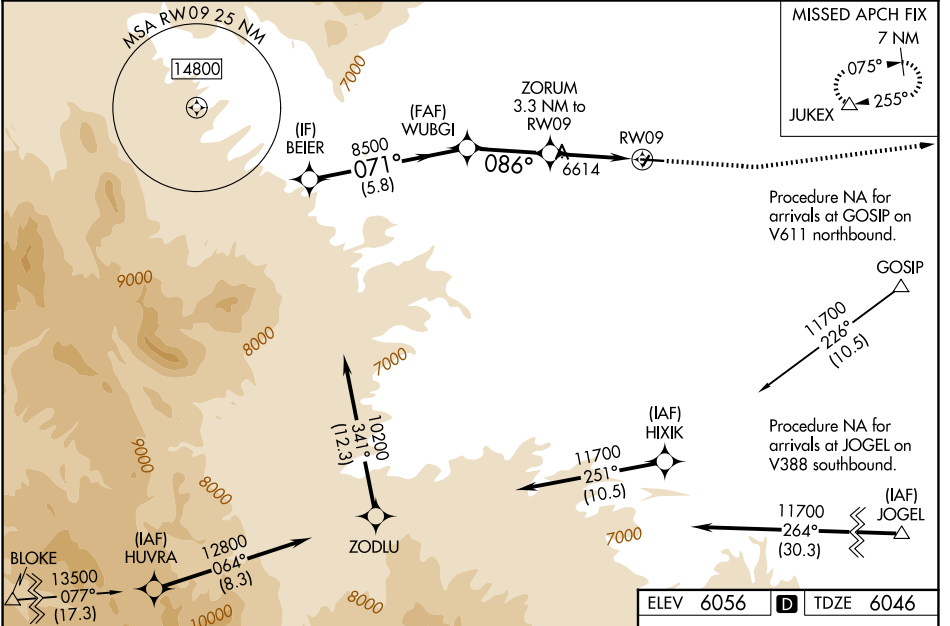 MSA RW09 25 NM
14800
7000
MISSED APCH FIX
7 NM
075°
255°
JUKEX
(IF)
BEIER
8500
071°
(5.8)
(FAF)
WUBGI
086°
ZORUM
3.3 NM to
RW09
6614
RW09
Procedure NA for
arrivals at GOSIP on
V611 northbound.
GOSIP
11700
226°
(10.5)
9000
8000
7000
10200
341°
(12.3)
ZODLU
(IAF)
HIXIK
11700
251°
(10.5)
Procedure NA for
arrivals at JOGEL on
V388 southbound.
(IAF)
JOGEL
11700
264°
(30.3)
7000
9000
8000
(IAF)
HUVRA
12800
064°
(8.3)
BLOKE
13500
077°
(17.3)
10000
8000
ELEV 6056 D TDZE 6046